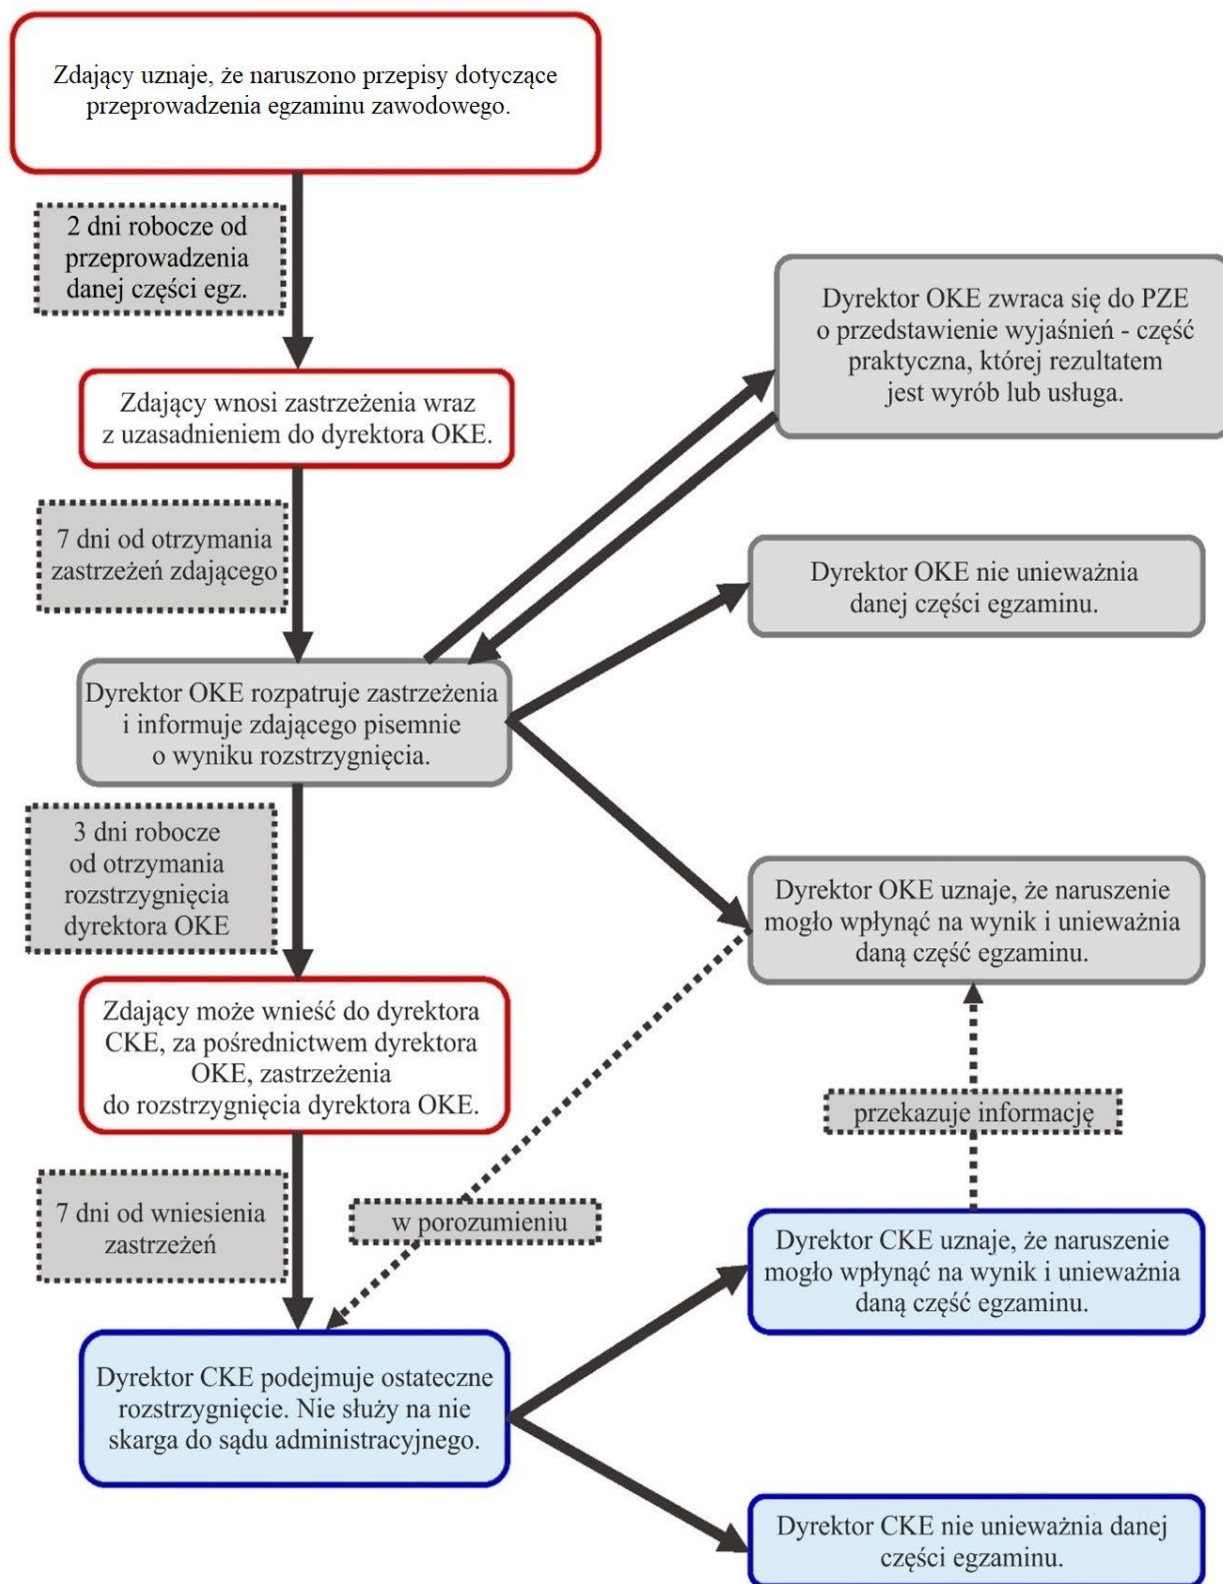 Zdający uznaje, że naruszono przepisy dotyczące
przeprowadzenia egzaminu zawodowego.
2 dni robocze od
przeprowadzenia
danej części egz.
Dyrektor OKE zwraca się do PZE
o przedstawienie wyjaśnień - część
praktyczna, której rezultatem
jest wyrób lub usługa.
Zdający wnosi zastrzeżenia wraz
z uzasadnieniem do dyrektora OKE.
7 dni od otrzymania
zastrzeżeń zdającego
Dyrektor OKE nie unieważnia
danej części egzaminu.
Dyrektor OKE rozpatruje zastrzeżenia
i informuje zdającego pisemnie
o wyniku rozstrzygnięcia.
3 dni robocze
od otrzymania
rozstrzygnięcia
dyrektora OKE
Dyrektor OKE uznaje, że naruszenie
mogło wpłynąć na wynik i unieważnia
daną część egzaminu.
Zdający może wnieść do dyrektora
CKE, za pośrednictwem dyrektora
OKE, zastrzeżenia
do rozstrzygnięcia dyrektora OKE.
przekazuje informację
7 dni od wniesienia
zastrzeżeń
w porozumieniu
Dyrektor CKE uznaje, że naruszenie
mogło wpłynąć na wynik i unieważnia
daną część egzaminu.
Dyrektor CKE podejmuje ostateczne
rozstrzygnięcie. Nie służy na nie
skarga do sądu administracyjnego.
Dyrektor CKE nie unieważnia danej
części egzaminu.